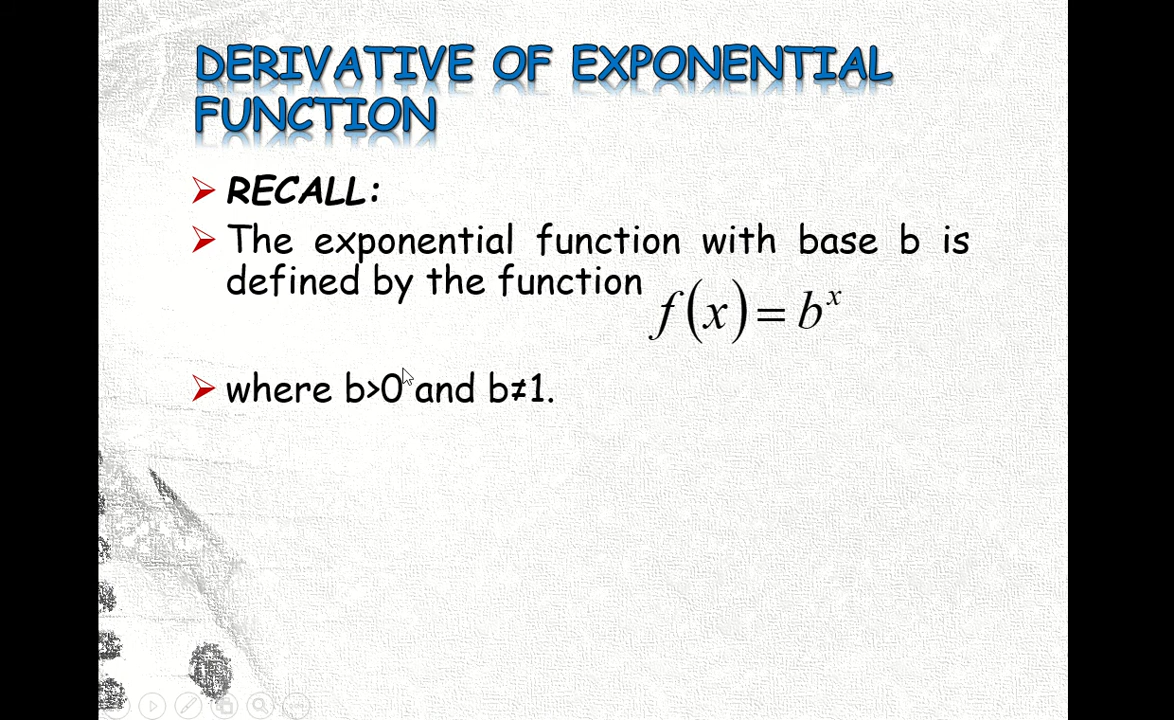 DERIVATIVE OF EXPONENTIAL
FUNCTION
RECALL:
The exponential function with base b is
defined by the function f(x)=b^x
where b>0 and b≠1.